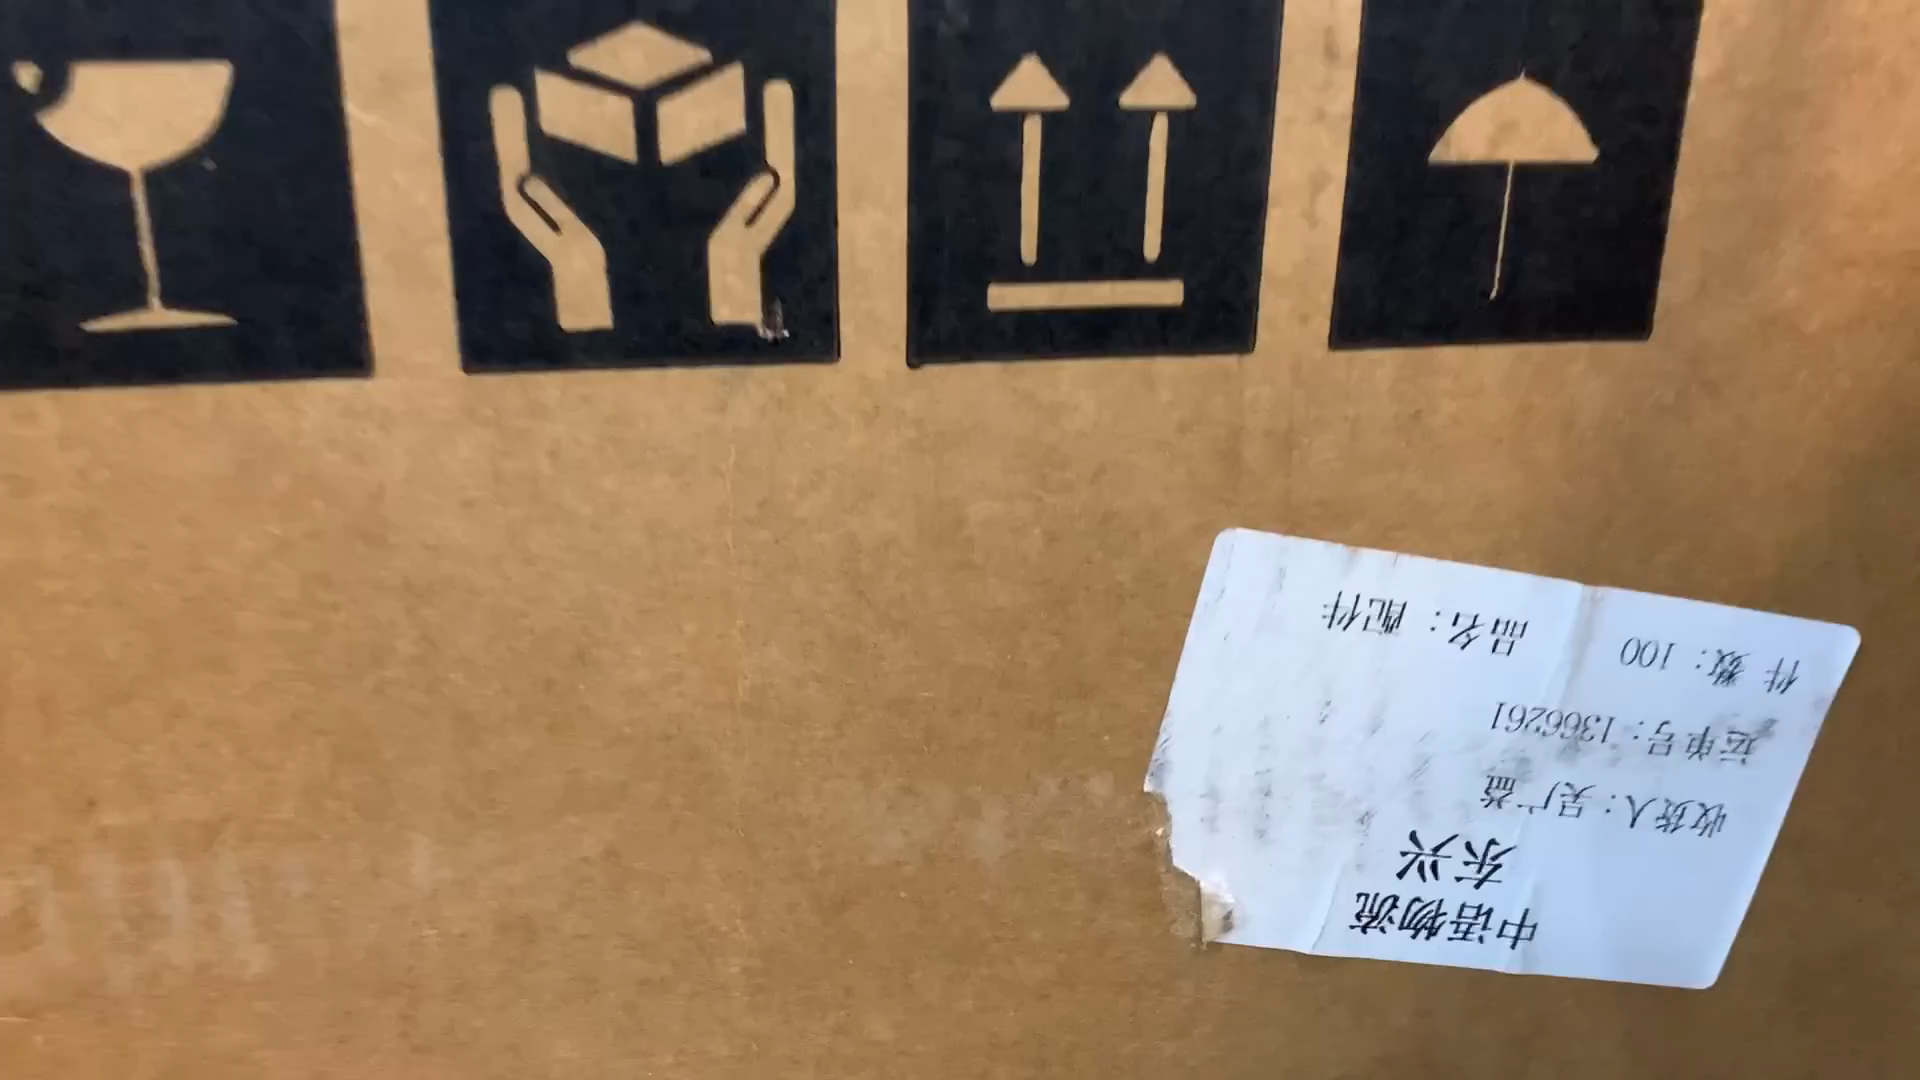 中语物流
东兴
收货人：吴广益
运单号：1366261
件 数：100 品名：配件